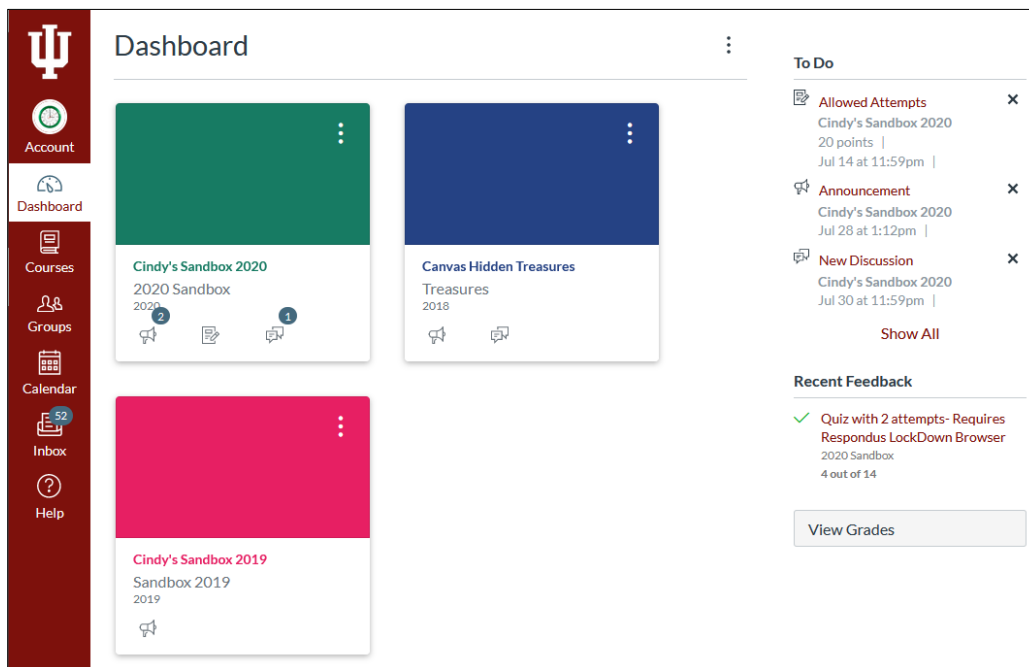 Account
Dashboard
Courses
Groups
Calendar
52
Inbox
Help
Dashboard
Cindy's Sandbox 2020
2020 Sandbox
2020
2
1
Canvas Hidden Treasures
Treasures
2018
Cindy's Sandbox 2019
Sandbox 2019
2019
To Do
Allowed Attempts
Cindy's Sandbox 2020
20 points |
Jul 14 at 11:59pm |
Announcement
Cindy's Sandbox 2020
Jul 28 at 1:12pm |
New Discussion
Cindy's Sandbox 2020
Jul 30 at 11:59pm |
Show All
Recent Feedback
Quiz with 2 attempts- Requires
Respondus LockDown Browser
2020 Sandbox
4 out of 14
View Grades